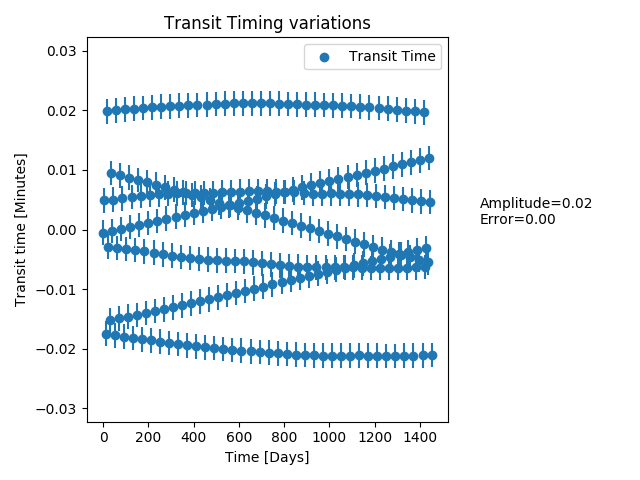 Transit Timing variations
Transit Time
0.03
0.02
0.01
0.00
−0.01
−0.02
−0.03
Transit time [Minutes]
Amplitude=0.02
Error=0.00
0 200 400 600 800 1000 1200 1400
Time [Days]